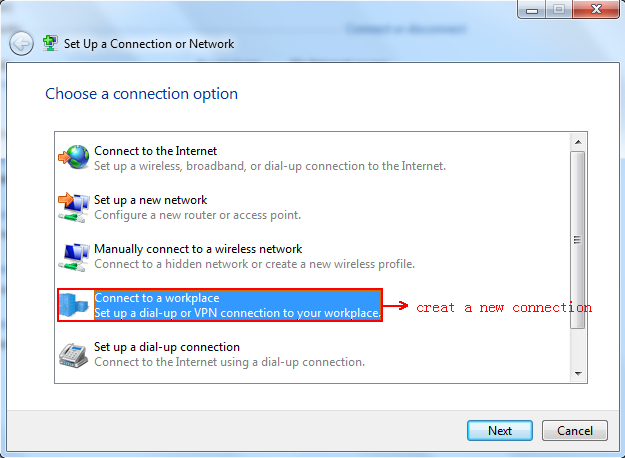 Connect or disconnect
Set Up a Connection or Network
Choose a connection option
Connect to the Internet
Set up a wireless, broadband, or dial-up connection to the Internet.
Set up a new network
Configure a new router or access point.
Manually connect to a wireless network
Connect to a hidden network or create a new wireless profile.
Connect to a workplace
Set up a dial-up or VPN connection to your workplace.
creat a new connection
Set up a dial-up connection
Connect to the Internet using a dial-up connection.
Next
Cancel